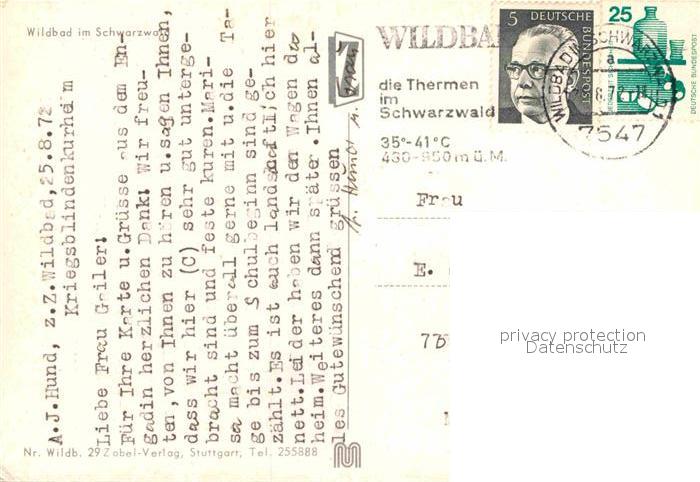 Wildbad im Schwarzwald
A.J.Hund, z.Z.Wildbad,25.8.72
Kriegsblindenkurheim
Liebe Frau Gailer!
Für Ihre Karte u.Grüsse aus dem En-
gadin herzlichen Dank! Wir freu-
ten,von Ihnen zu hören u.sagen Ihnen,
dass wir hier (C) sehr gut unterge-
bracht sind und feste kuren.Mari-
sa macht überall gerne mit u.die Ta-
ge bis zum Schulbeginn sind ge-
zählt.Es ist auch landschaftlich hier
nett.Leider haben wir den Wagen da
heim.Weiteres dann später.Ihnen al-
les Gutewünschend grüssen
Nr. Wildb. 29 Zobel-Verlag, Stuttgart, Tel. 255888
WILDBA
die Thermen
im
Schwarzwald
35°-41°C
430-950m ü.M.
5 DEUTSCHE BUNDESPOST
25
DEUTSCHE BUNDESPOST
WILDBAD IM SCHWARZWALD
a
7547
Frau
E.
privacy protection
Datenschutz